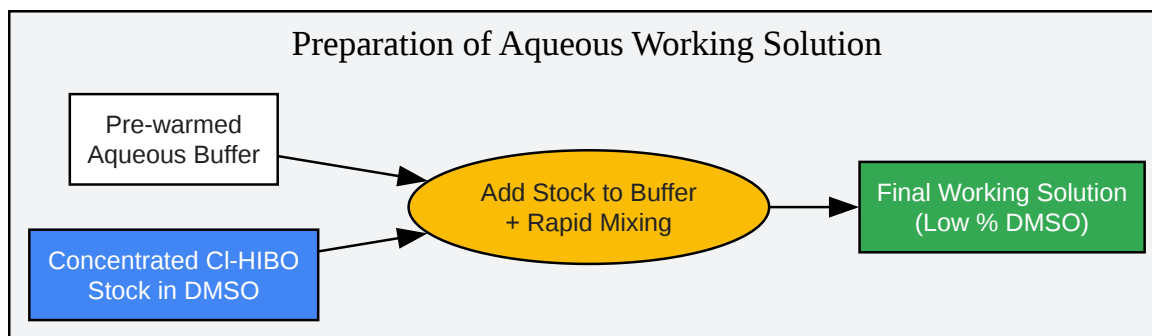 Preparation of Aqueous Working Solution
Pre-warmed
Aqueous Buffer
Concentrated Cl-HIBO
Stock in DMSO
Add Stock to Buffer
+ Rapid Mixing
Final Working Solution
(Low % DMSO)